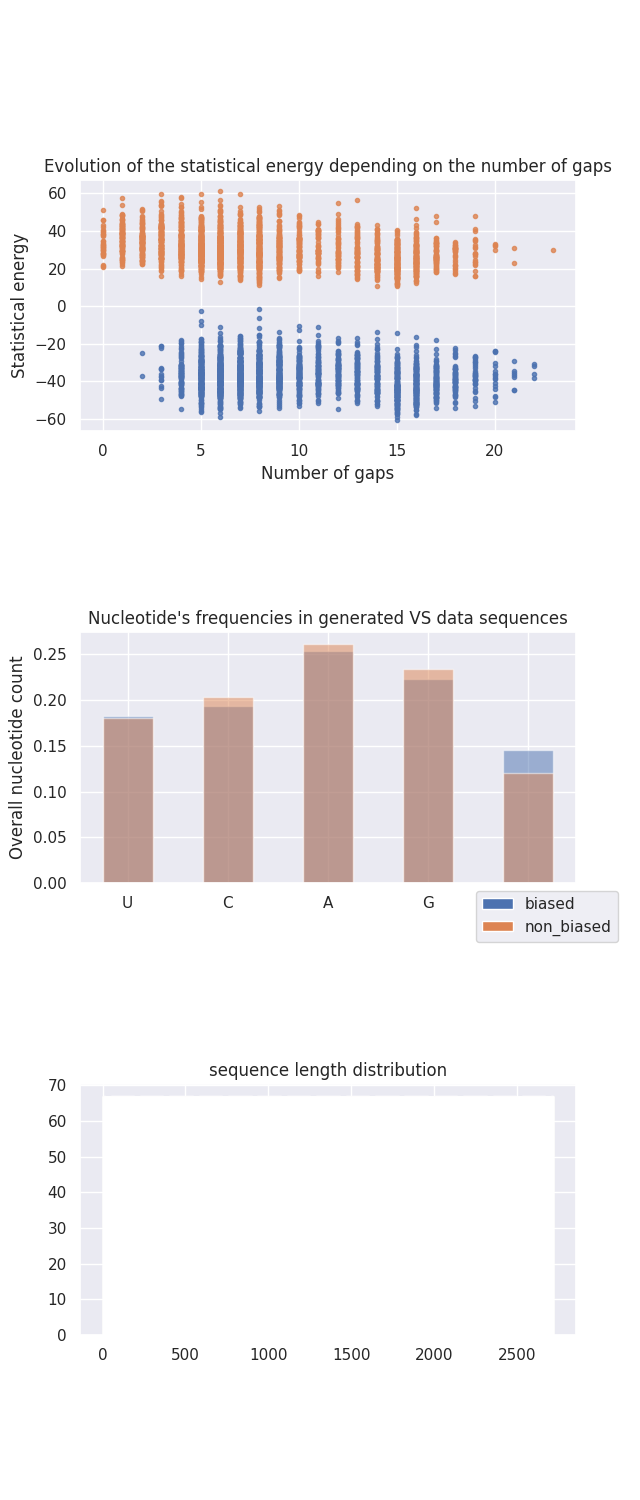 Evolution of the statistical energy depending on the number of gaps
60
40
20
0
−20
−40
−60
Statistical energy
0 5 10 15 20
Number of gaps
Nucleotide's frequencies in generated VS data sequences
0.25
0.20
0.15
0.10
0.05
0.00
Overall nucleotide count
U C A G
biased
non_biased
sequence length distribution
70
60
50
40
30
20
10
0
0 500 1000 1500 2000 2500